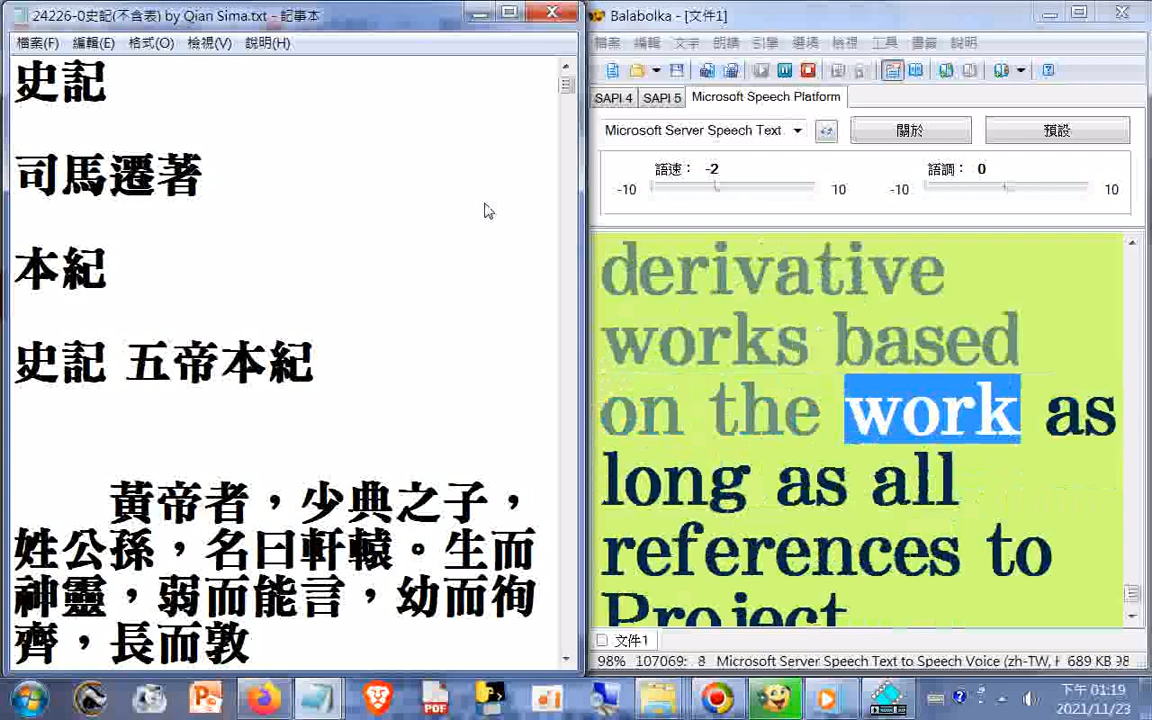 24226-0史記(不含表) by Qian Sima.txt - 記事本
檔案(F) 編輯(E) 格式(O) 檢視(V) 說明(H)
史記
司馬遷著
本紀
史記 五帝本紀
黃帝者，少典之子，
姓公孫，名曰軒轅。生而
神靈，弱而能言，幼而徇
齊，長而敦
Balabolka - [文件1]
檔案 編輯 文字 朗讀 引擎 選項 檢視 工具 書籤 說明
SAPI 4 SAPI 5 Microsoft Speech Platform
Microsoft Server Speech Text 關於 預設
語速： -2 語調： 0
-10 10 -10 10
derivative
works based
on the work as
long as all
references to
Project
文件1
98% 107069: 8 Microsoft Server Speech Text to Speech Voice (zh-TW, 689 KB 98
PDF
下午 01:19
2021/11/23